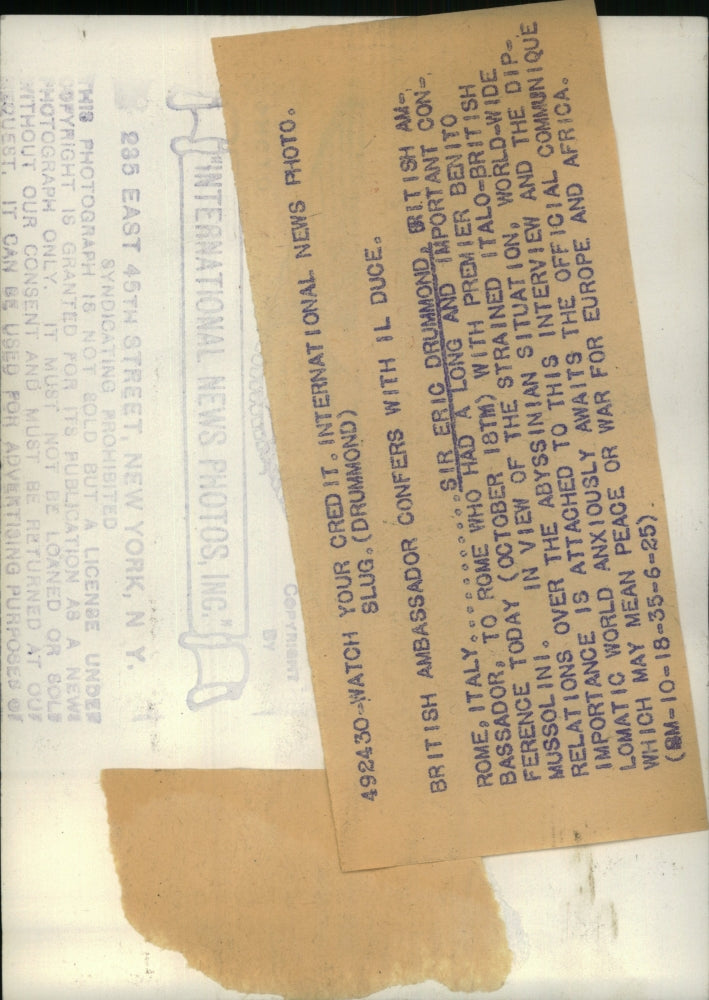 492430-WATCH YOUR CREDIT. INTERNATIONAL NEWS PHOTO.
SLUG.(DRUMMOND)
BRITISH AMBASSADOR CONFERS WITH IL DUCE.
ROME, ITALY............SIR ERIC DRUMMOND, BRITISH AM-
BASSADOR, TO ROME WHO HAD A LONG AND IMPORTANT CON-
FERENCE TODAY (OCTOBER 18TM) WITH PREMIER BENITO
MUSSOLINI. IN VIEW OF THE STRAINED ITALO-BRITISH
RELATIONS OVER THE ABYSSINIAN SITUATION, WORLD-WIDE
IMPORTANCE IS ATTACHED TO THIS INTERVIEW AND THE DIP-
LOMATIC WORLD ANXIOUSLY AWAITS THE OFFICIAL COMMUNIQUE
WHICH MAY MEAN PEACE OR WAR FOR EUROPE AND AFRICA.
(M-10-18-35-6-25)
COPYRIGHT
BY
"INTERNATIONAL NEWS PHOTOS, INC."
235 EAST 45TH STREET, NEW YORK, N Y.
SYNDICATING PROHIBITED
THIS PHOTOGRAPH IS NOT SOLD BUT A LICENSE UNDER
COPYRIGHT IS GRANTED FOR ITS PUBLICATION AS A NEWS
PHOTOGRAPH ONLY. IT MUST NOT BE LOANED OR SOLD
WITHOUT OUR CONSENT AND MUST BE RETURNED AT OUR
REQUEST. IT CAN BE USED FOR ADVERTISING PURPOSES